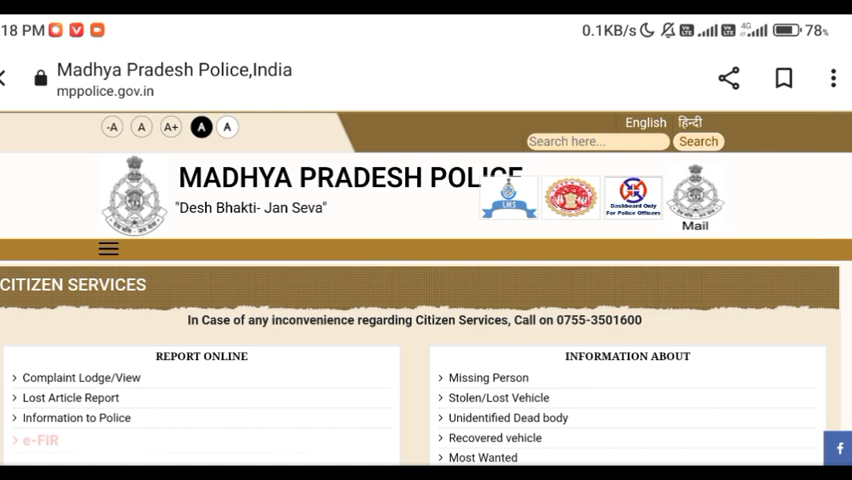 18 PM 0.1KB/s 4G 78%
Madhya Pradesh Police,India
mppolice.gov.in
-A A A+ A A
English हिन्दी
Search here... Search
MADHYA PRADESH POLICE
"Desh Bhakti- Jan Seva"
LMS
Dashboard Only
For Police Officers
Mail
CITIZEN SERVICES
In Case of any inconvenience regarding Citizen Services, Call on 0755-3501600
REPORT ONLINE
> Complaint Lodge/View
> Lost Article Report
> Information to Police
> e-FIR
INFORMATION ABOUT
> Missing Person
> Stolen/Lost Vehicle
> Unidentified Dead body
> Recovered vehicle
> Most Wanted
f